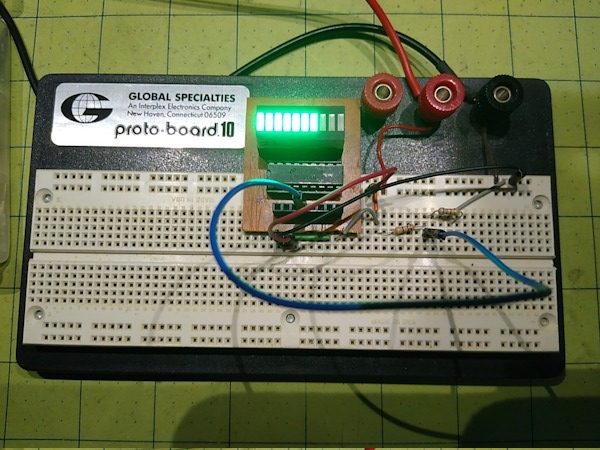 GLOBAL SPECIALTIES
An Interplex Electronics Company
New Haven, Connecticut 06509
proto-board 10